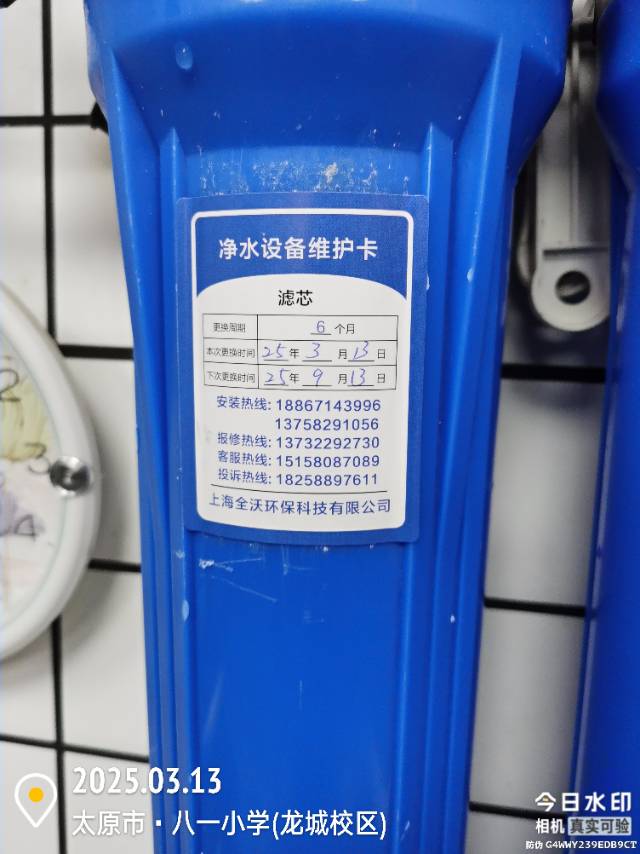 净水设备维护卡
滤芯
更换周期 6 个月
本次更换时间 25 年 3 月 13 日
下次更换时间 25 年 9 月 13 日
安装热线: 18867143996
13758291056
报修热线: 13732292730
客服热线: 15158087089
投诉热线: 18258897611
上海全沃环保科技有限公司
2025.03.13
太原市·八一小学(龙城校区)
今日水印
相机 真实可验
防伪 G4WWY239EDB9CT